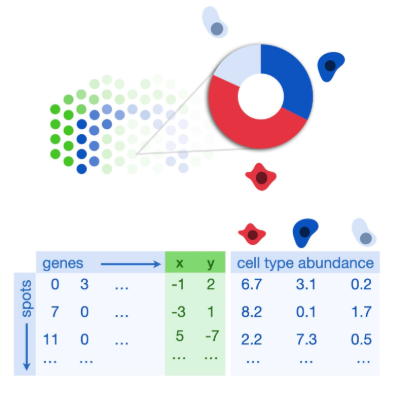 genes x y cell type abundance
spots
0 3 ... -1 2 6.7 3.1 0.2
7 0 ... -3 1 8.2 0.1 1.7
11 0 ... 5 -7 2.2 7.3 0.5
... ... ... ... ... ... ...